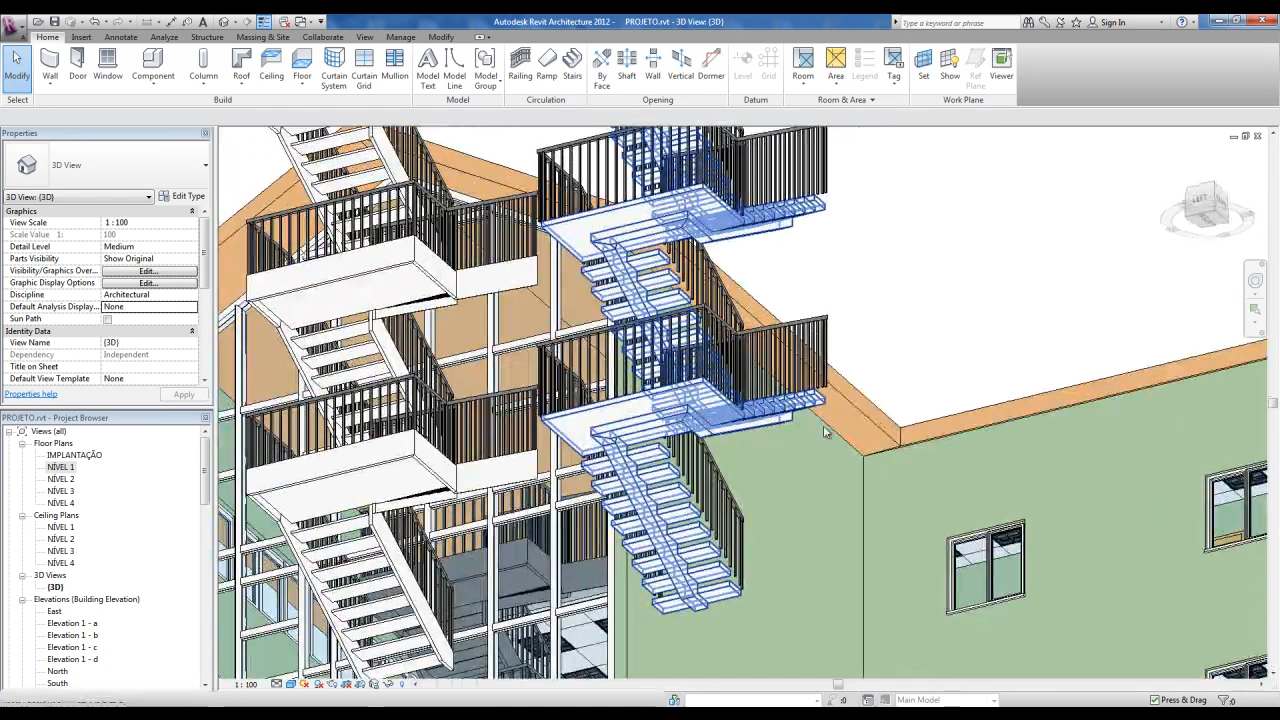 Autodesk Revit Architecture 2012 - PROJETO.rvt - 3D View: {3D}
Type a keyword or phrase
Sign In
Home Insert Annotate Analyze Structure Massing & Site Collaborate View Manage Modify
Modify Wall Door Window Component Column Roof Ceiling Floor Curtain System Curtain Grid Mullion Model Text Model Line Model Group Railing Ramp Stairs By Face Shaft Wall Vertical Dormer Level Grid Room Area Legend Tag Set Show Ref Plane Viewer
Select Build Model Circulation Opening Datum Room & Area Work Plane
Properties
3D View
3D View: {3D}
Edit Type
Graphics
View Scale 1 : 100
Scale Value 1: 100
Detail Level Medium
Parts Visibility Show Original
Visibility/Graphics Over... Edit...
Graphic Display Options Edit...
Discipline Architectural
Default Analysis Display... None
Sun Path
Identity Data
View Name {3D}
Dependency Independent
Title on Sheet
Default View Template None
Properties help
Apply
PROJETO.rvt - Project Browser
Views (all)
Floor Plans
IMPLANTAÇÃO
NÍVEL 1
NÍVEL 2
NÍVEL 3
NÍVEL 4
Ceiling Plans
NÍVEL 1
NÍVEL 2
NÍVEL 3
NÍVEL 4
3D Views
{3D}
Elevations (Building Elevation)
East
Elevation 1 - a
Elevation 1 - b
Elevation 1 - c
Elevation 1 - d
North
South
LEFT
1 : 100
:0
Main Model
Press & Drag
:0